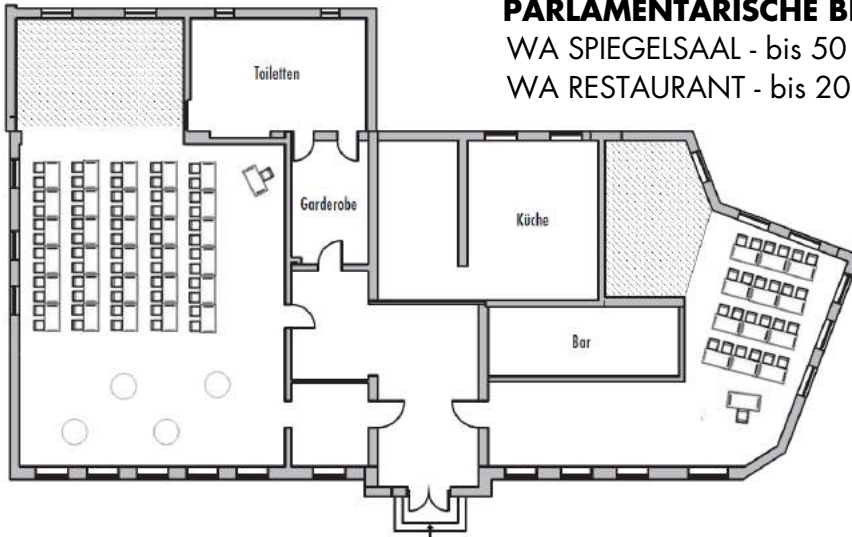 PARLAMENTARISCHE
WA SPIEGELSAAL - bis 50
WA RESTAURANT - bis 20
Toiletten
Garderobe
Küche
Bar